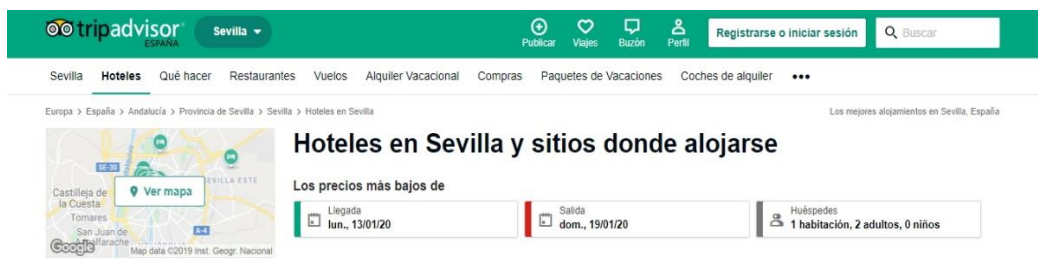 tripadvisor
ESPAÑA
Sevilla
Publicar Viajes Buzón Perfil
Registrarse o iniciar sesión
Buscar
Sevilla Hoteles Qué hacer Restaurantes Vuelos Alquiler Vacacional Compras Paquetes de Vacaciones Coches de alquiler
Europa > España > Andalucía > Provincia de Sevilla > Sevilla > Hoteles en Sevilla
Los mejores alojamientos en Sevilla, España
Hoteles en Sevilla y sitios donde alojarse
SE-30
SEVILLA ESTE
Castilleja de
la Cuesta
Ver mapa
Tomares
San Juan de
A-4
Google
Map data ©2019 Inst. Geogr. Nacional
Los precios más bajos de
Llegada
lun., 13/01/20
Salida
dom., 19/01/20
Huéspedes
1 habitación, 2 adultos, 0 niños